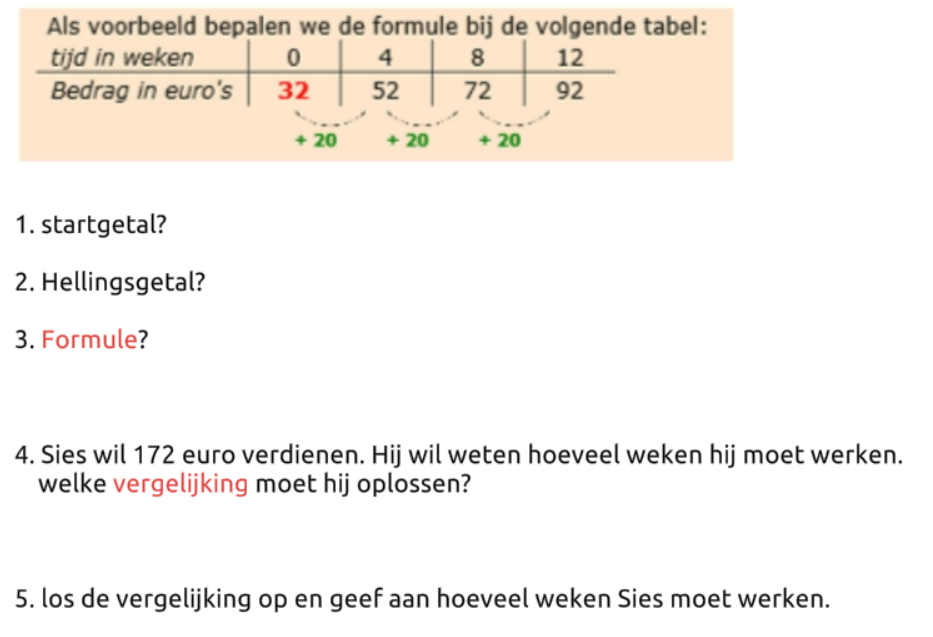 Als voorbeeld bepalen we de formule bij de volgende tabel:
tijd in weken 0 4 8 12
Bedrag in euro's 32 52 72 92
+ 20 + 20 + 20
1. startgetal?
2. Hellingsgetal?
3. Formule?
4. Sies wil 172 euro verdienen. Hij wil weten hoeveel weken hij moet werken.
welke vergelijking moet hij oplossen?
5. los de vergelijking op en geef aan hoeveel weken Sies moet werken.